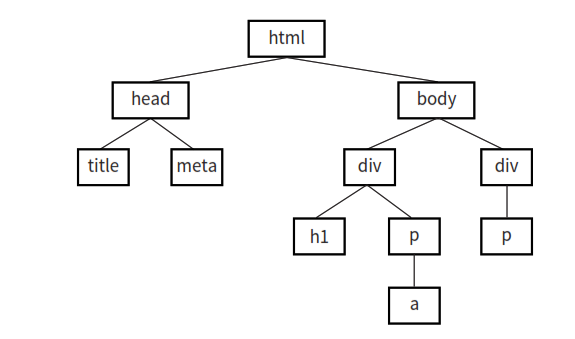 html
head
body
title
meta
div
div
h1
p
p
a